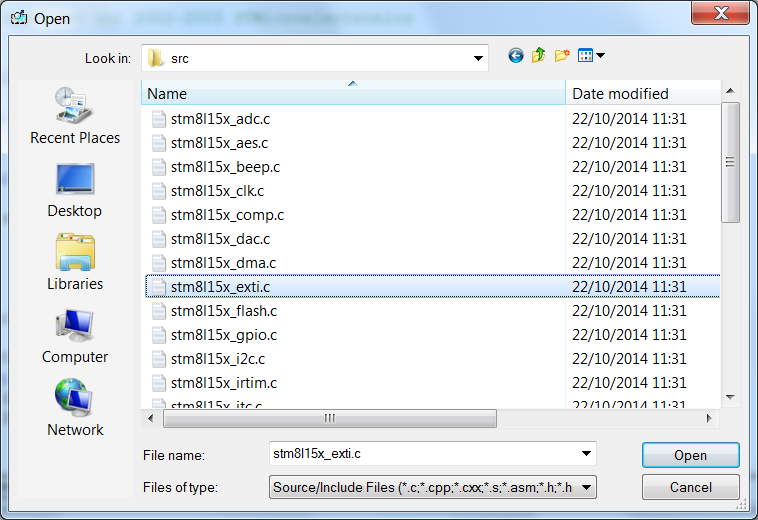 Open
Look in:
src
Recent Places
Desktop
Libraries
Computer
Network
Name
Date modified
stm8l15x_adc.c 22/10/2014 11:31
stm8l15x_aes.c 22/10/2014 11:31
stm8l15x_beep.c 22/10/2014 11:31
stm8l15x_clk.c 22/10/2014 11:31
stm8l15x_comp.c 22/10/2014 11:31
stm8l15x_dac.c 22/10/2014 11:31
stm8l15x_dma.c 22/10/2014 11:31
stm8l15x_exti.c 22/10/2014 11:31
stm8l15x_flash.c 22/10/2014 11:31
stm8l15x_gpio.c 22/10/2014 11:31
stm8l15x_i2c.c 22/10/2014 11:31
stm8l15x_irtim.c 22/10/2014 11:31
stm8l15x_itc.c 22/10/2014 11:31
File name:
stm8l15x_exti.c
Open
Files of type:
Source/Include Files (*.c;*.cpp;*.cxx;*.s;*.asm;*.h;*.h
Cancel